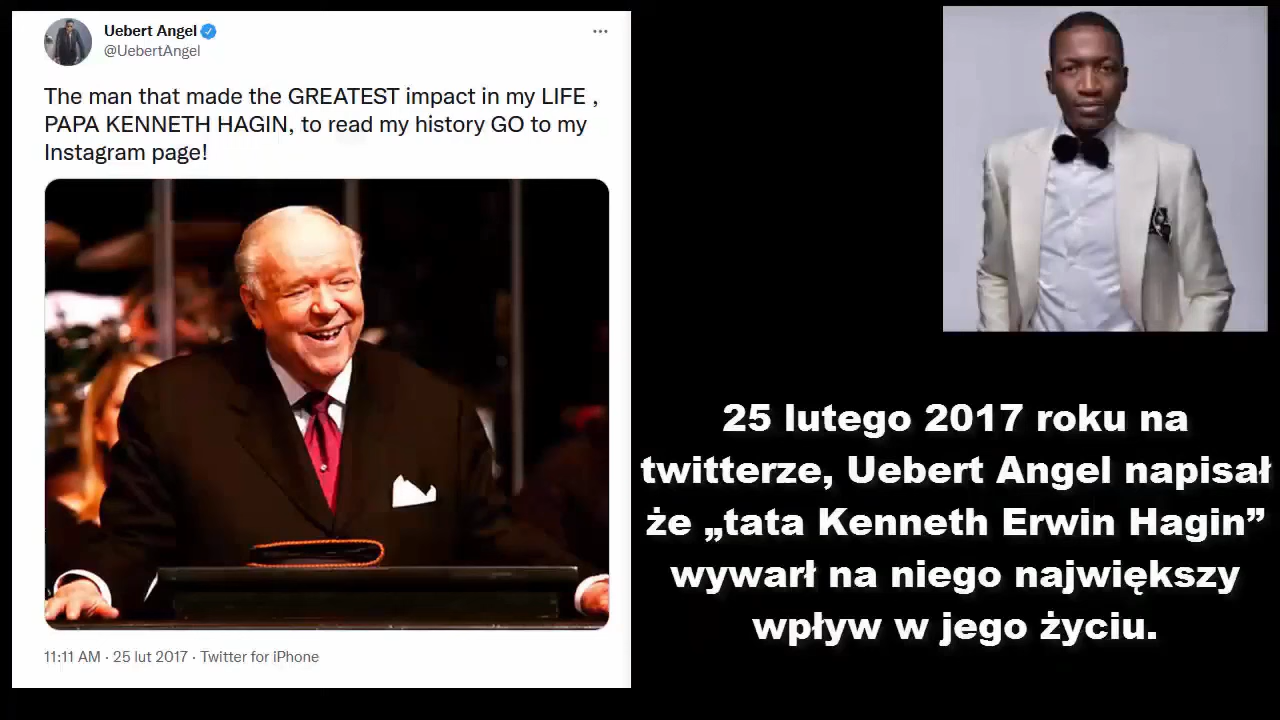 Uebert Angel
@UebertAngel
The man that made the GREATEST impact in my LIFE ,
PAPA KENNETH HAGIN, to read my history GO to my
Instagram page!
11:11 AM · 25 lut 2017 · Twitter for iPhone
25 lutego 2017 roku na
twitterze, Uebert Angel napisał
że „tata Kenneth Erwin Hagin”
wywarł na niego największy
wpływ w jego życiu.